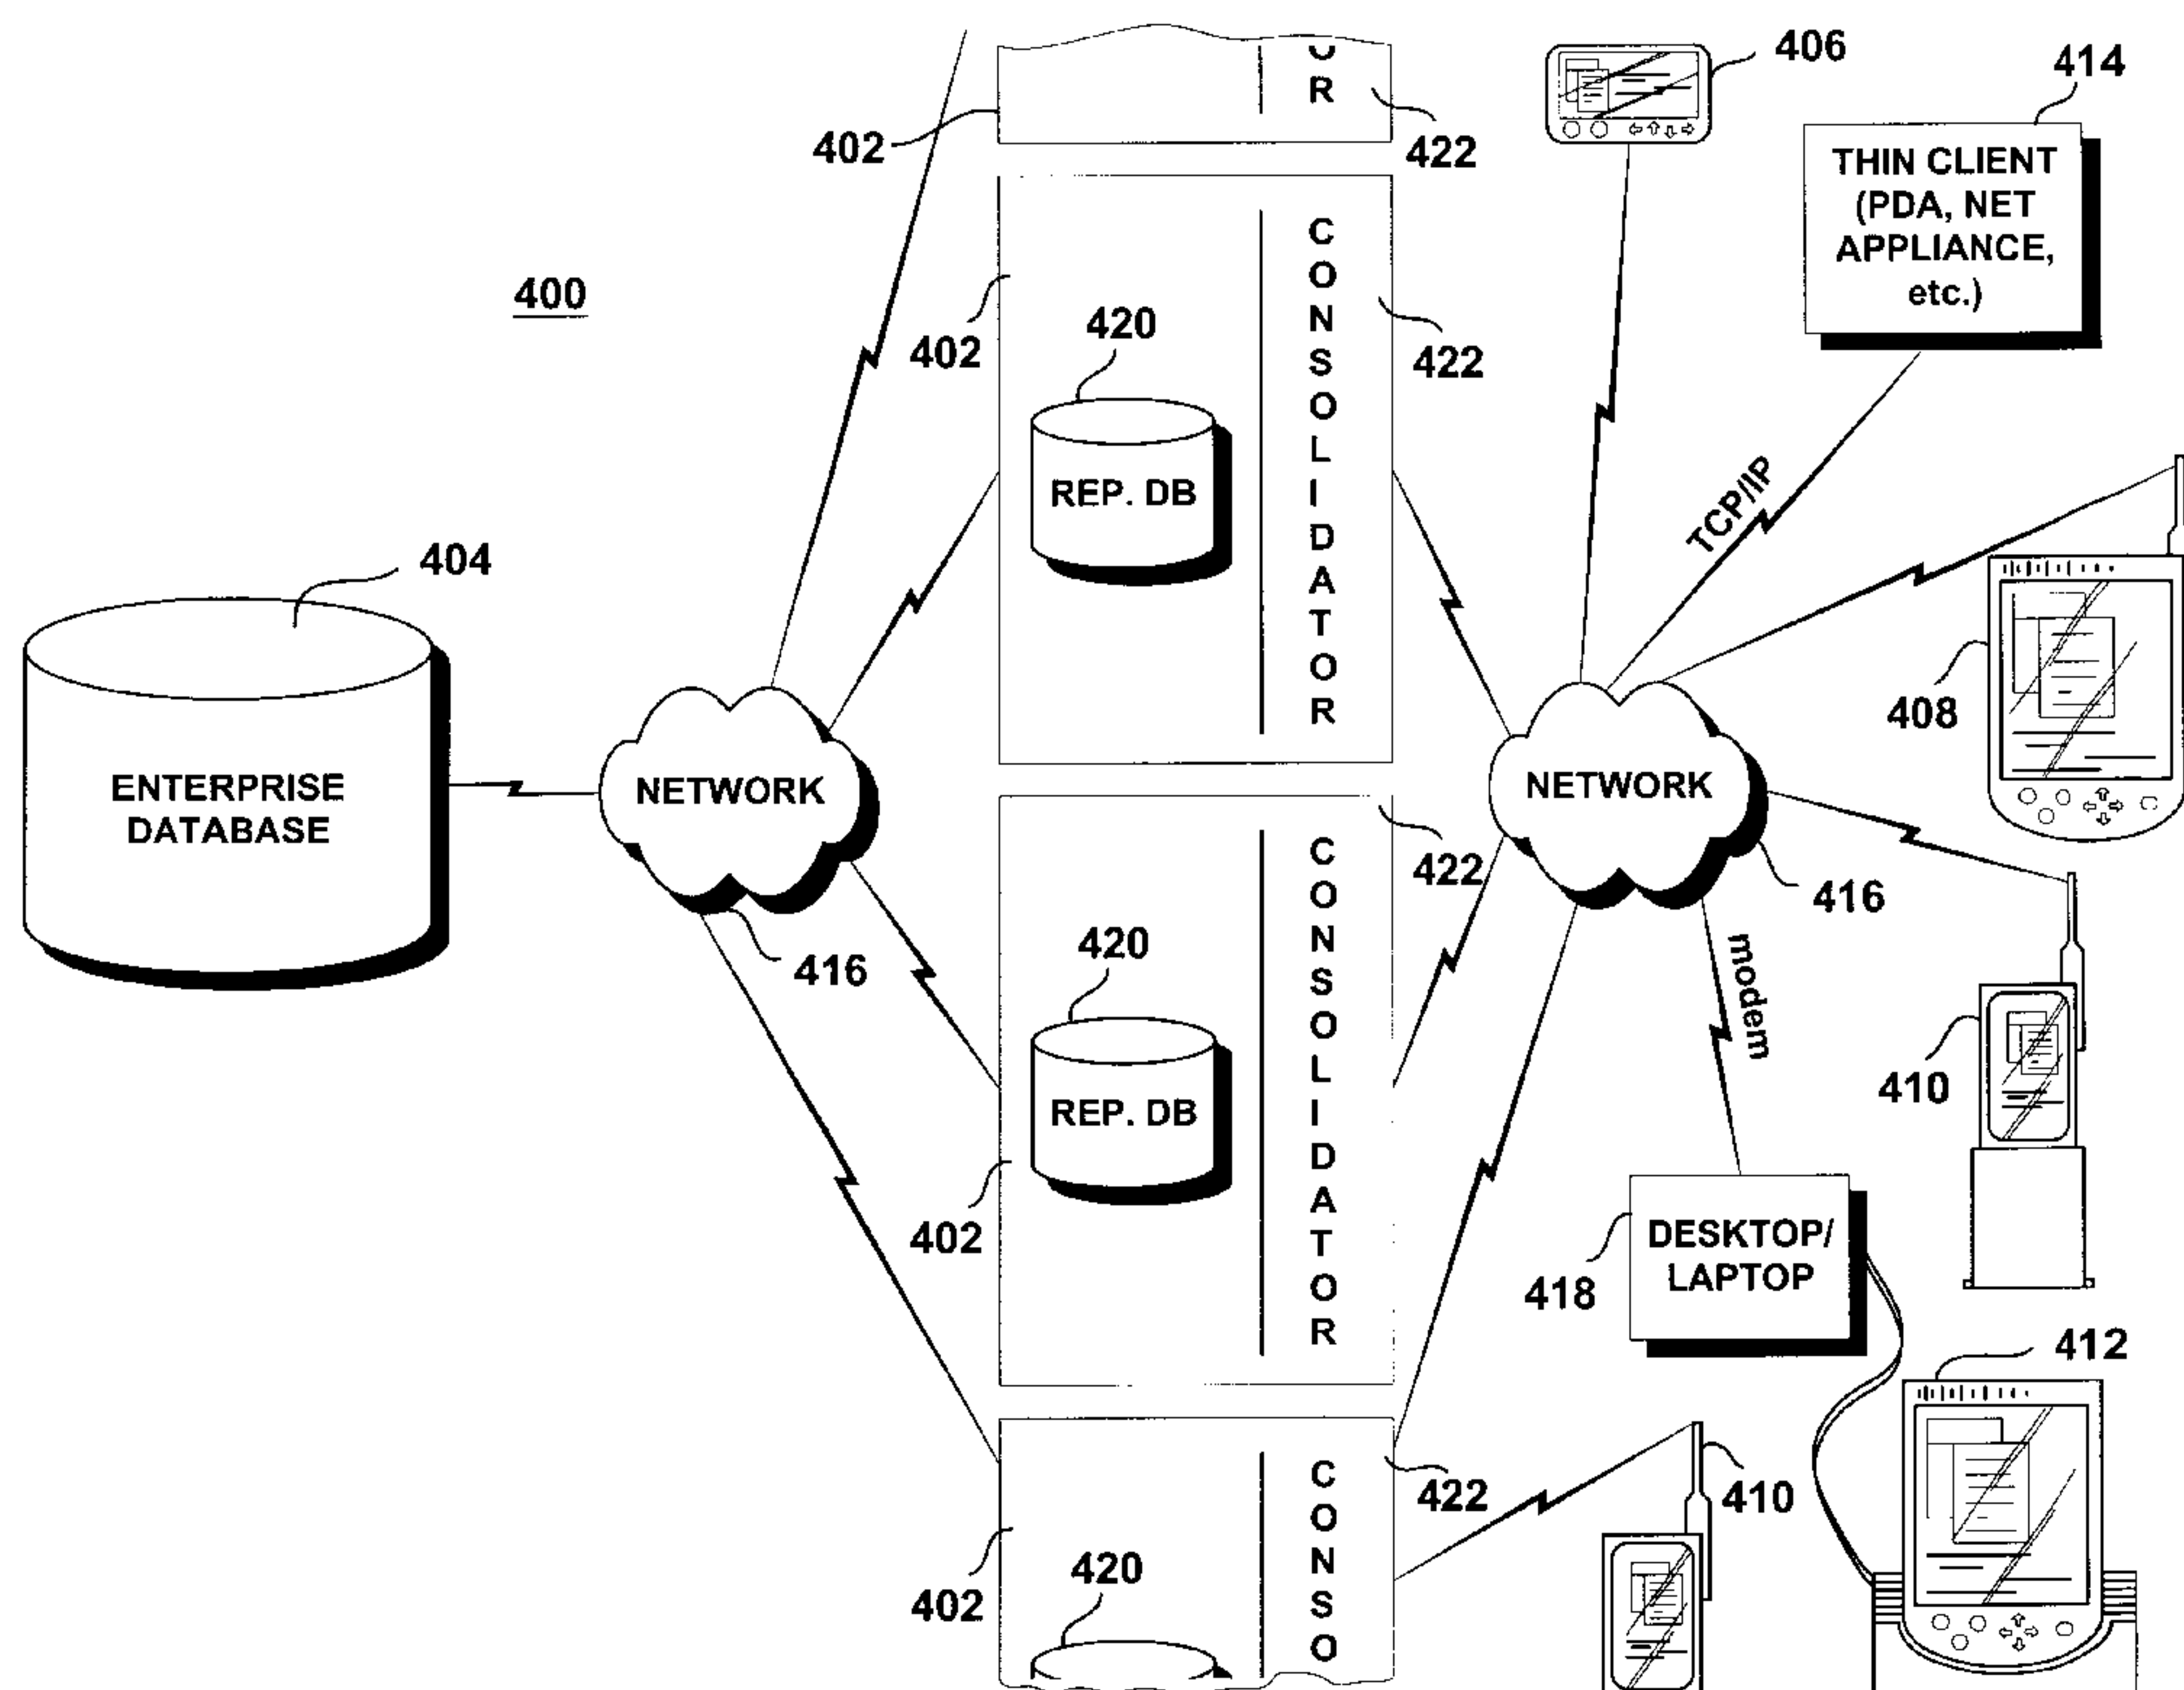 400
404
ENTERPRISE
DATABASE
NETWORK
416
402
O
R
422
402
420
REP. DB
CONSOLIDATOR
422
402
420
REP. DB
CONSOLIDATOR
422
402
420
CONSO
422
NETWORK
416
406
414
THIN CLIENT
(PDA, NET
APPLIANCE,
etc.)
TCP/IP
408
410
modem
DESKTOP/
LAPTOP
418
412
410